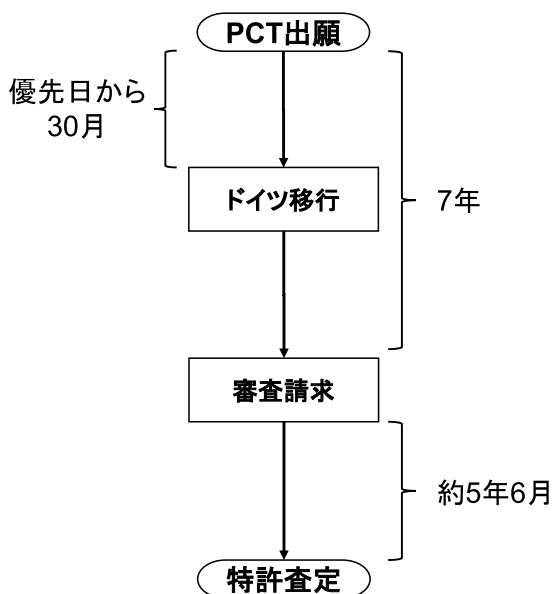 PCT出願
優先日から
30月
ドイツ移行
7年
審査請求
約5年6月
特許査定